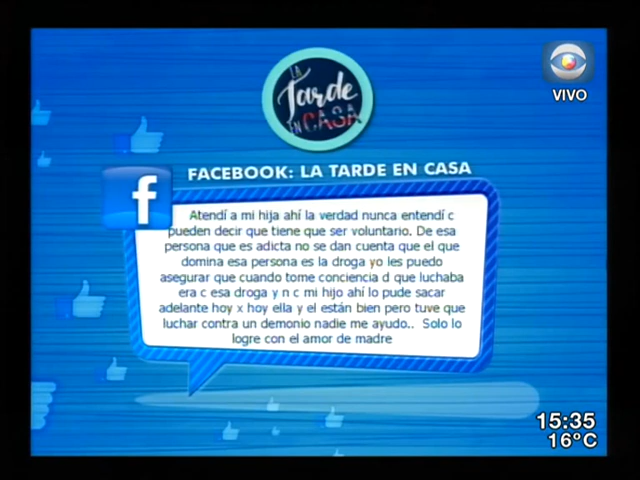 LA
Tarde
EN CASA
VIVO
FACEBOOK: LA TARDE EN CASA
f
Atendí a mi hija ahí la verdad nunca entendí c
pueden decir que tiene que ser voluntario. De esa
persona que es adicta no se dan cuenta que el que
domina esa persona es la droga yo les puedo
asegurar que cuando tome conciencia d que luchaba
era c esa droga y n c mi hijo ahí lo pude sacar
adelante hoy x hoy ella y el están bien pero tuve que
luchar contra un demonio nadie me ayudo.. Solo lo
logre con el amor de madre
15:35
16ºC